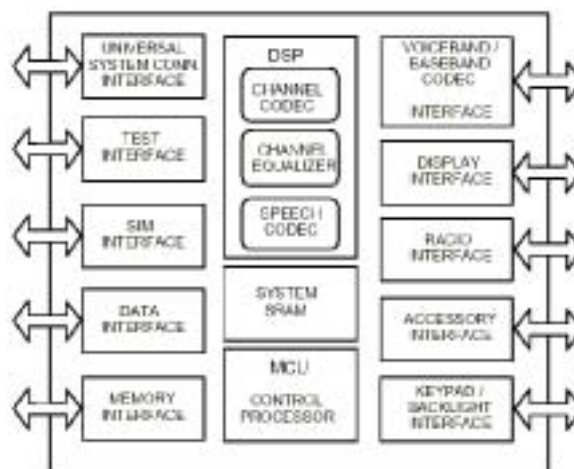 UNIVERSAL
SYSTEM CONN.
INTERFACE
TEST
INTERFACE
SIM
INTERFACE
DATA
INTERFACE
MEMORY
INTERFACE
DSP
CHANNEL
CODEC
CHANNEL
EQUALIZER
SPEECH
CODEC
SYSTEM
SRAM
MCU
CONTROL
PROCESSOR
VOICEBAND /
BASEBAND
CODEC
INTERFACE
DISPLAY
INTERFACE
RADIO
INTERFACE
ACCESSORY
INTERFACE
KEYPAD /
BACKLIGHT
INTERFACE